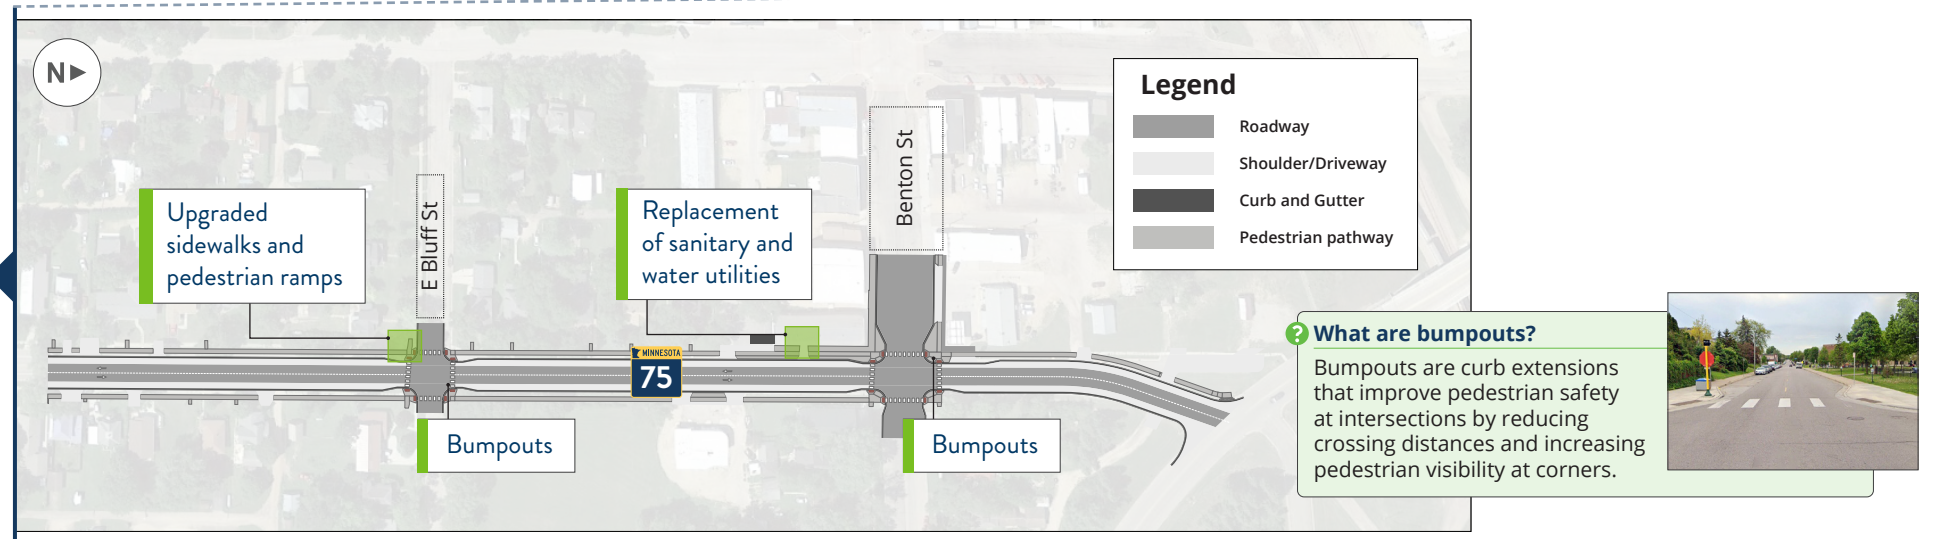 N
Legend
Roadway
Shoulder/Driveway
Curb and Gutter
Pedestrian pathway
Upgraded
sidewalks and
pedestrian ramps
E Bluff St
Replacement
of sanitary and
water utilities
Benton St
MINNESOTA
75
Bumpouts
Bumpouts
? What are bumpouts?
Bumpouts are curb extensions
that improve pedestrian safety
at intersections by reducing
crossing distances and increasing
pedestrian visibility at corners.